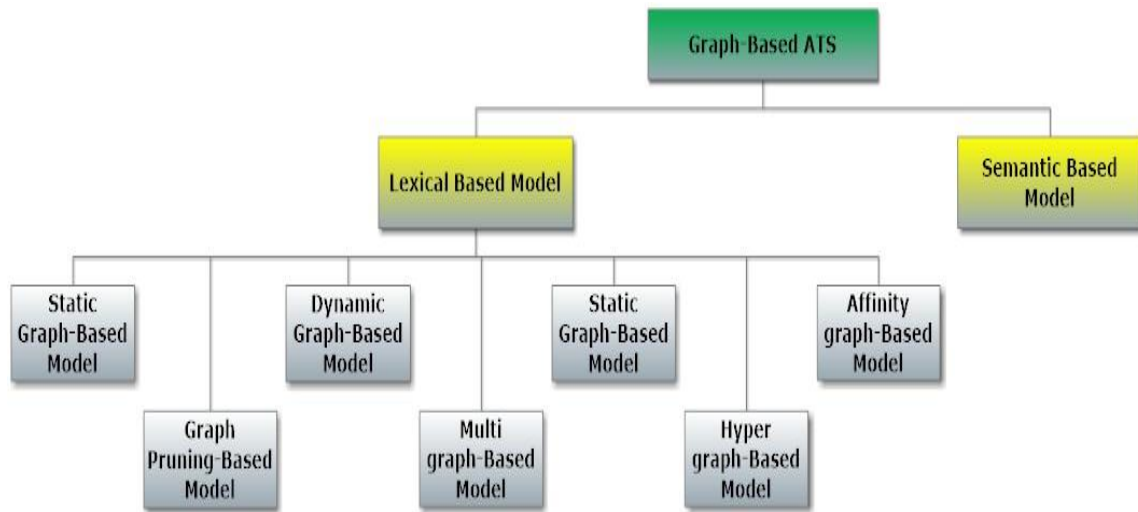 Graph-Based ATS
Lexical Based Model
Semantic Based
Model
Static
Graph-Based
Model
Dynamic
Graph-Based
Model
Static
Graph-Based
Model
Affinity
graph-Based
Model
Graph
Pruning-Based
Model
Multi
graph-Based
Model
Hyper
graph-Based
Model